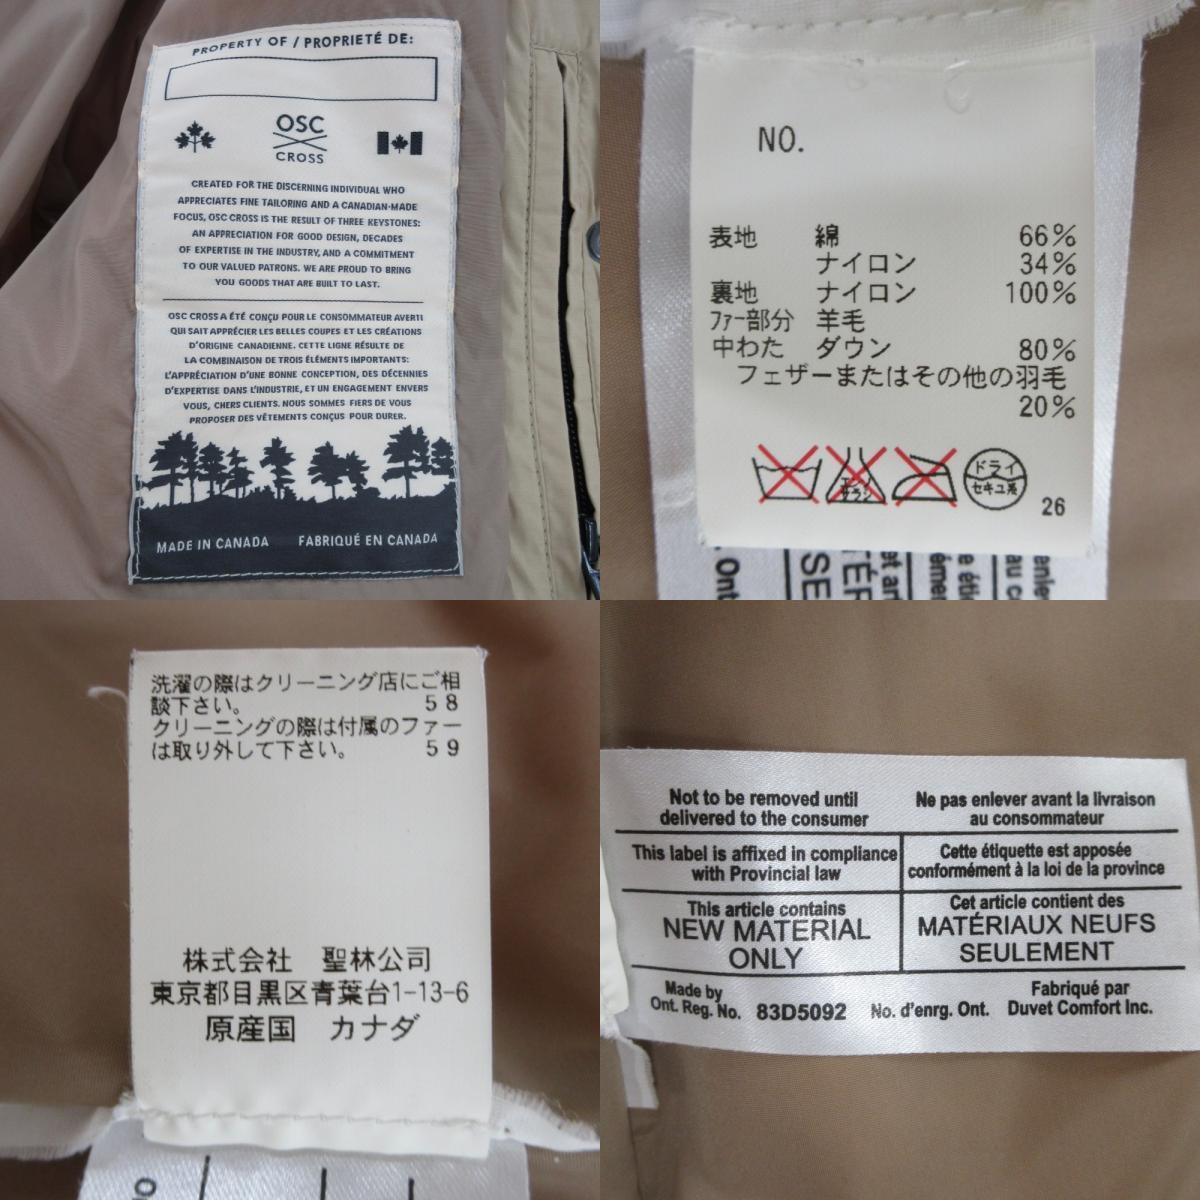 PROPERTY OF / PROPRIETÉ DE:
OSC
CROSS
CREATED FOR THE DISCERNING INDIVIDUAL WHO
APPRECIATES FINE TAILORING AND A CANADIAN-MADE
FOCUS, OSC CROSS IS THE RESULT OF THREE KEYSTONES:
AN APPRECIATION FOR GOOD DESIGN, DECADES
OF EXPERTISE IN THE INDUSTRY, AND A COMMITMENT
TO OUR VALUED PATRONS. WE ARE PROUD TO BRING
YOU GOODS THAT ARE BUILT TO LAST.
OSC CROSS A ÉTÉ CONÇU POUR LE CONSOMMATEUR AVERTI
QUI SAIT APPRÉCIER LES BELLES COUPES ET LES CRÉATIONS
D'ORIGINE CANADIENNE. CETTE LIGNE RÉSULTE DE
LA COMBINAISON DE TROIS ÉLÉMENTS IMPORTANTS:
L'APPRÉCIATION D'UNE BONNE CONCEPTION, DES DÉCENNIES
D'EXPERTISE DANS L'INDUSTRIE, ET UN ENGAGEMENT ENVERS
VOUS, CHERS CLIENTS. NOUS SOMMES FIERS DE VOUS
PROPOSER DES VÊTEMENTS CONÇUS POUR DURER.
MADE IN CANADA FABRIQUÉ EN CANADA
NO.
表地 綿 66%
ナイロン 34%
裏地 ナイロン 100%
ファー部分 羊毛
中わた ダウン 80%
フェザーまたはその他の羽毛
20%
エンソ
サラシ
ドライ
セキユ系
26
洗濯の際はクリーニング店にご相
談下さい。 58
クリーニングの際は付属のファー
は取り外して下さい。 59
株式会社 聖林公司
東京都目黒区青葉台1-13-6
原産国 カナダ
Not to be removed until
delivered to the consumer
Ne pas enlever avant la livraison
au consommateur
This label is affixed in compliance
with Provincial law
Cette étiquette est apposée
conformément à la loi de la province
This article contains
NEW MATERIAL
ONLY
Cet article contient des
MATÉRIAUX NEUFS
SEULEMENT
Made by
Ont. Reg. No. 83D5092 No. d'enrg. Ont.
Fabriqué par
Duvet Comfort Inc.